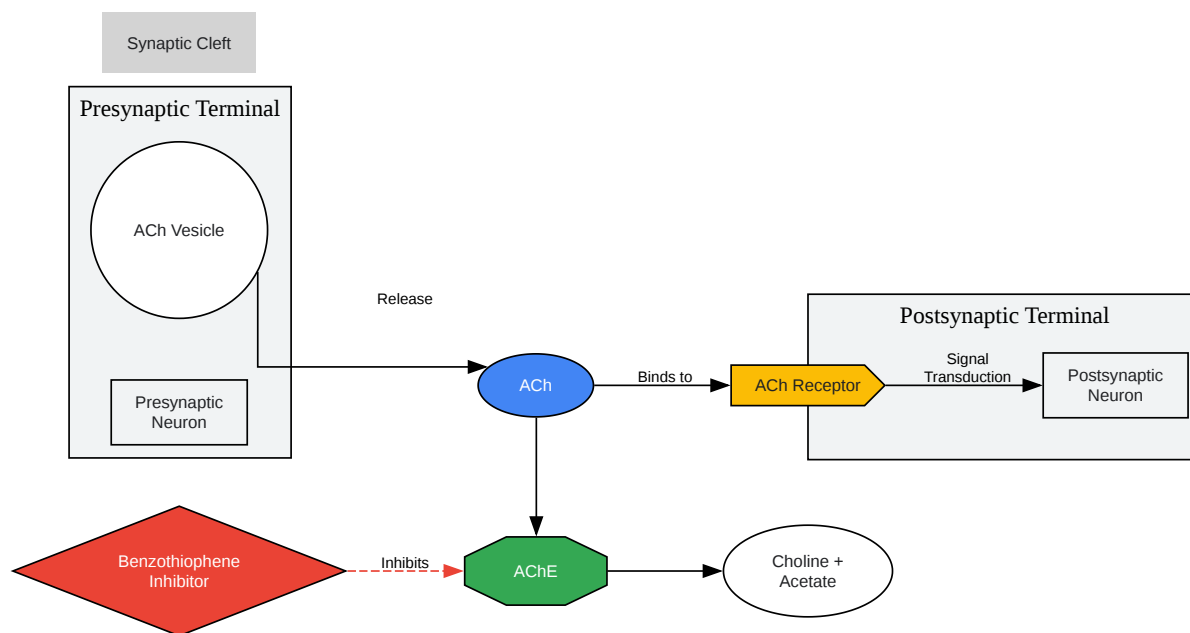 Synaptic Cleft
Presynaptic Terminal
ACh Vesicle
Release
Postsynaptic Terminal
Presynaptic
Neuron
ACh
Binds to
ACh Receptor
Signal
Transduction
Postsynaptic
Neuron
Benzothiophene
Inhibitor
Inhibits
AChE
Choline +
Acetate